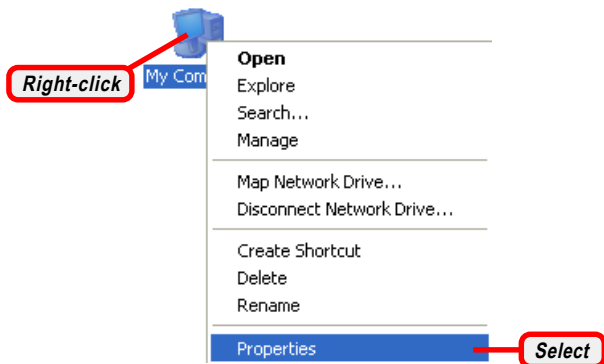 Right-click
My Com
Open
Explore
Search...
Manage
Map Network Drive...
Disconnect Network Drive...
Create Shortcut
Delete
Rename
Properties
Select